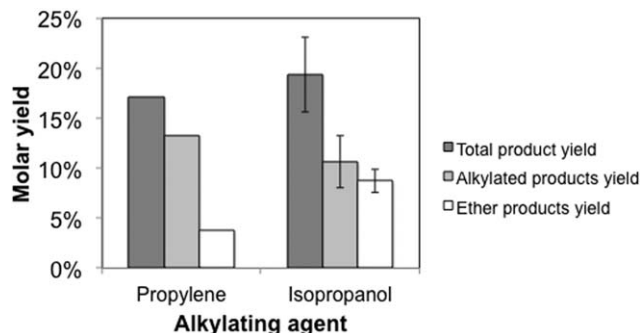 25%
20%
15%
10%
5%
0%
Molar yield
Propylene
Isopropanol
Alkylating agent
Total product yield
Alkylated products yield
Ether products yield